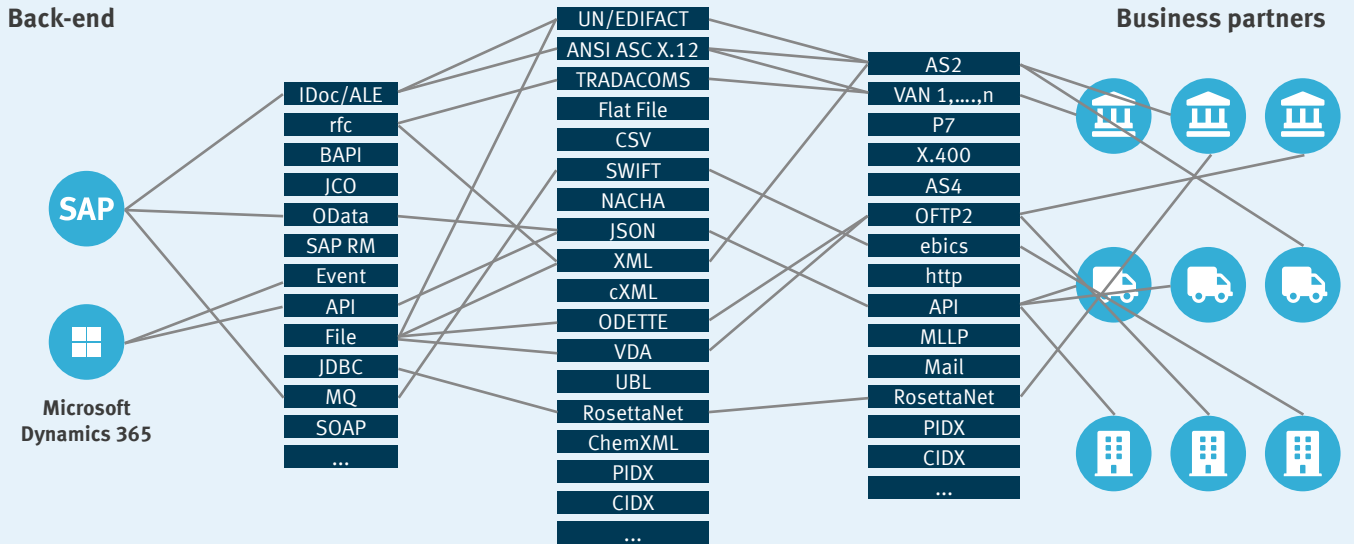 Back-end
Business partners
SAP
Microsoft
Dynamics 365
IDoc/ALE
rfc
BAPI
JCO
OData
SAP RM
Event
API
File
JDBC
MQ
SOAP
...
UN/EDIFACT
ANSI ASC X.12
TRADACOMS
Flat File
CSV
SWIFT
NACHA
JSON
XML
cXML
ODETTE
VDA
UBL
RosettaNet
ChemXML
PIDX
CIDX
...
AS2
VAN 1,....,n
P7
X.400
AS4
OFTP2
ebics
http
API
MLLP
Mail
RosettaNet
PIDX
CIDX
...